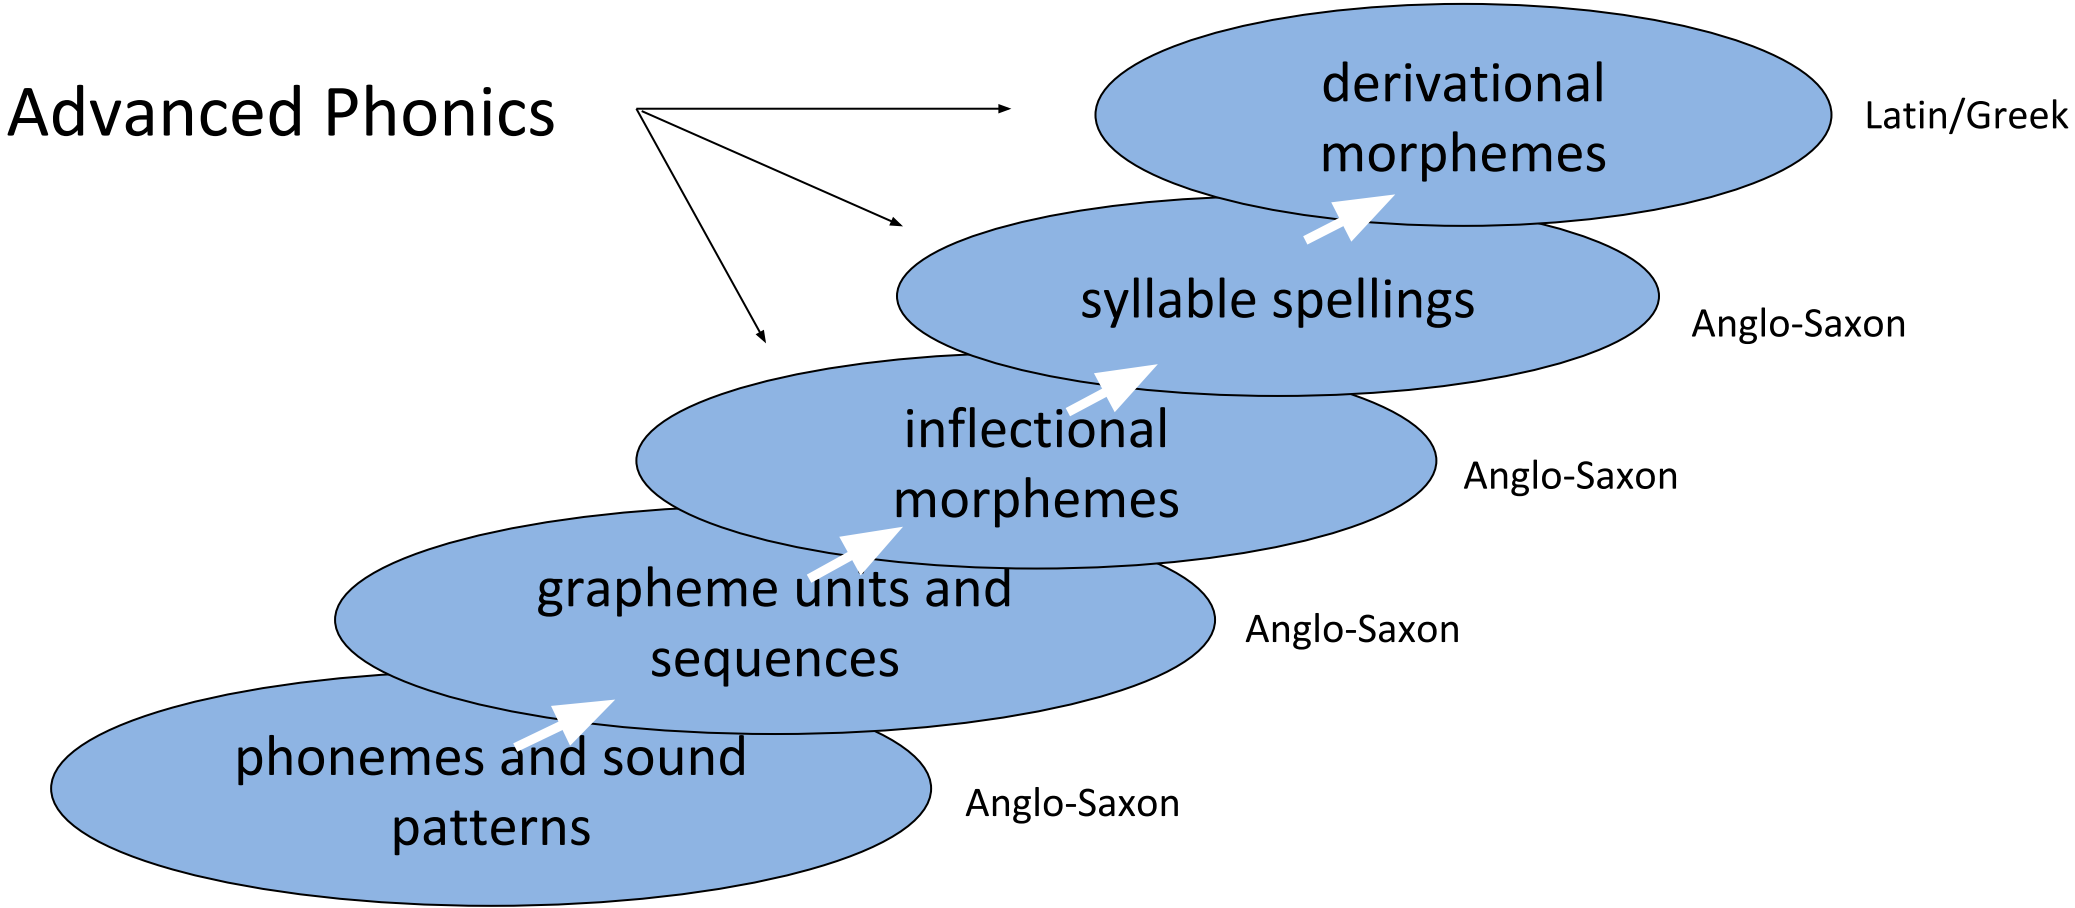 Advanced Phonics
derivational
morphemes
Latin/Greek
syllable spellings
Anglo-Saxon
inflectional
morphemes
Anglo-Saxon
grapheme units and
sequences
Anglo-Saxon
phonemes and sound
patterns
Anglo-Saxon